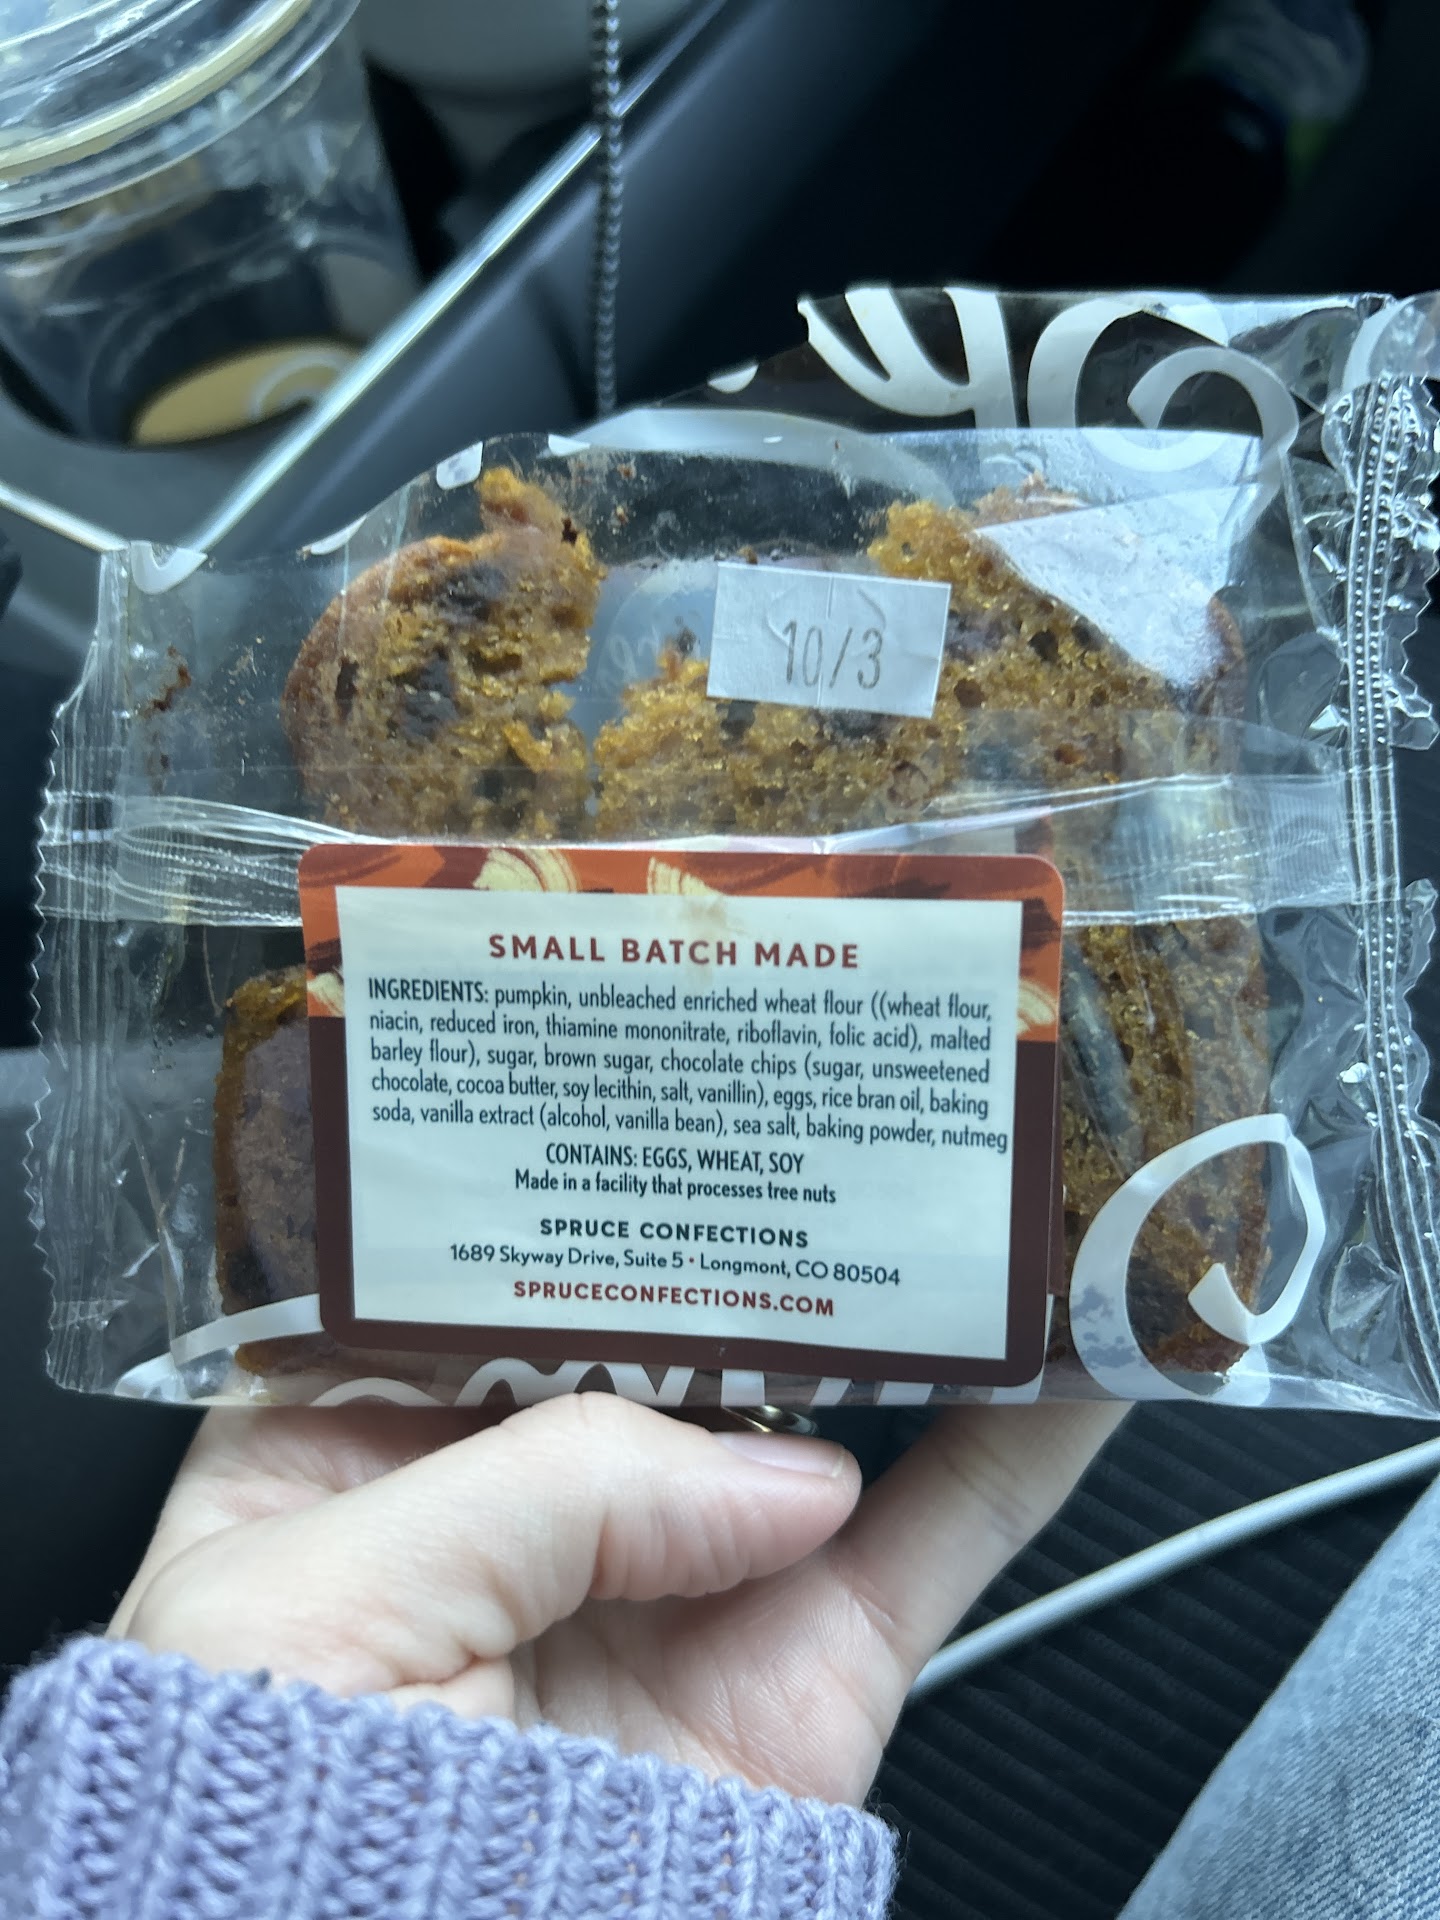 10/3
SMALL BATCH MADE
INGREDIENTS: pumpkin, unbleached enriched wheat flour ((wheat flour,
niacin, reduced iron, thiamine mononitrate, riboflavin, folic acid), malted
barley flour), sugar, brown sugar, chocolate chips (sugar, unsweetened
chocolate, cocoa butter, soy lecithin, salt, vanillin), eggs, rice bran oil, baking
soda, vanilla extract (alcohol, vanilla bean), sea salt, baking powder, nutmeg
CONTAINS: EGGS, WHEAT, SOY
Made in a facility that processes tree nuts
SPRUCE CONFECTIONS
1689 Skyway Drive, Suite 5 • Longmont, CO 80504
SPRUCECONFECTIONS.COM